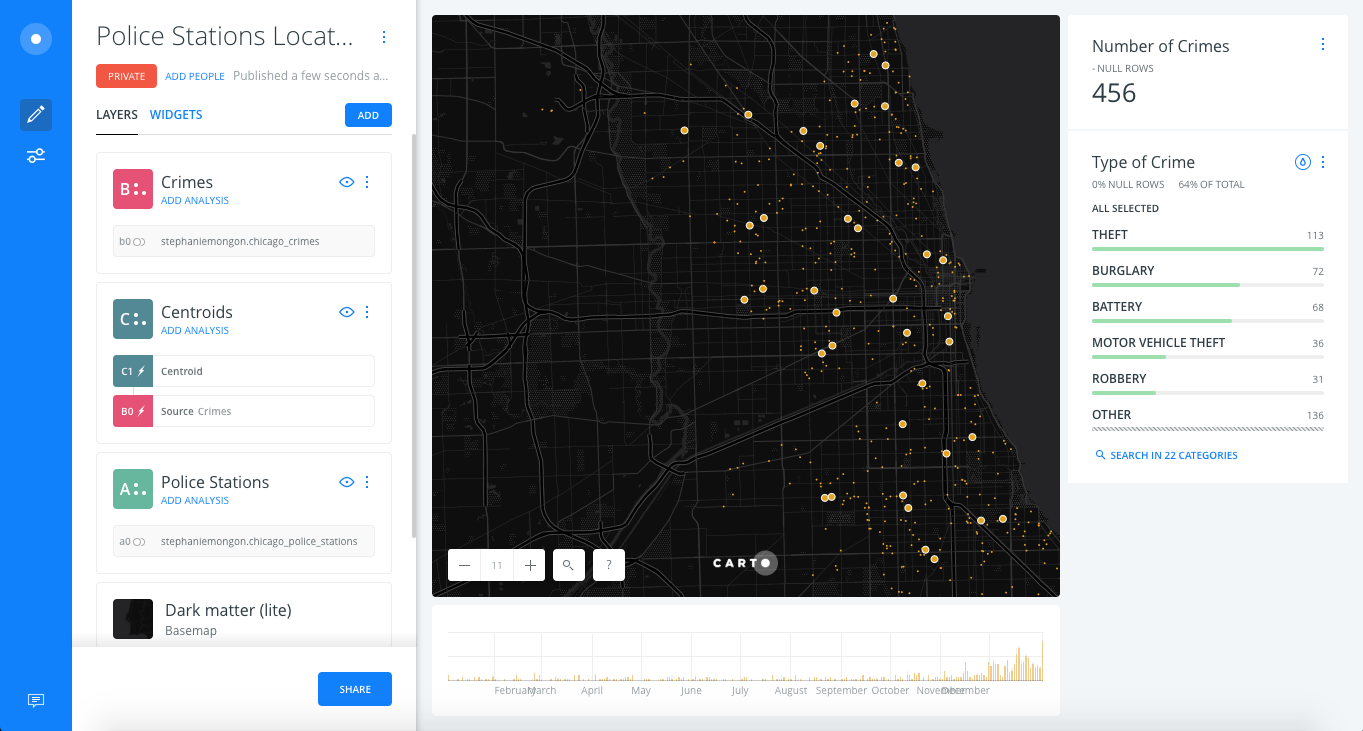 Police Stations Locat...
PRIVATE ADD PEOPLE Published a few seconds a...
LAYERS WIDGETS ADD
B Crimes
ADD ANALYSIS
b0 stephaniemongon.chicago_crimes
C Centroids
ADD ANALYSIS
C1 Centroid
B0 Source Crimes
A Police Stations
ADD ANALYSIS
a0 stephaniemongon.chicago_police_stations
Dark matter (lite)
Basemap
SHARE
11
?
CARTO
February March April May June July August September October November December
Number of Crimes
- NULL ROWS
456
Type of Crime
0% NULL ROWS 64% OF TOTAL
ALL SELECTED
THEFT 113
BURGLARY 72
BATTERY 68
MOTOR VEHICLE THEFT 36
ROBBERY 31
OTHER 136
SEARCH IN 22 CATEGORIES